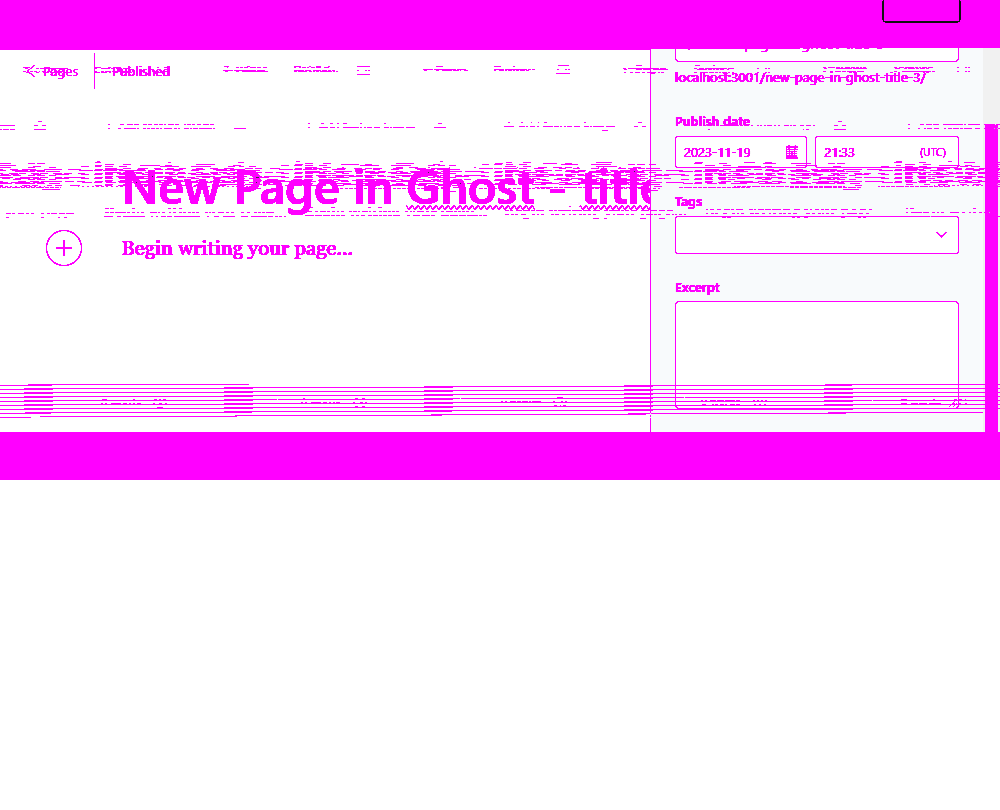 Pages
Published
New Page in Ghost - title
Begin writing your page...
localhost:3001/new-page-in-ghost-title-3/
Publish date
2023-11-19
21:33
(UTC)
Tags
Excerpt